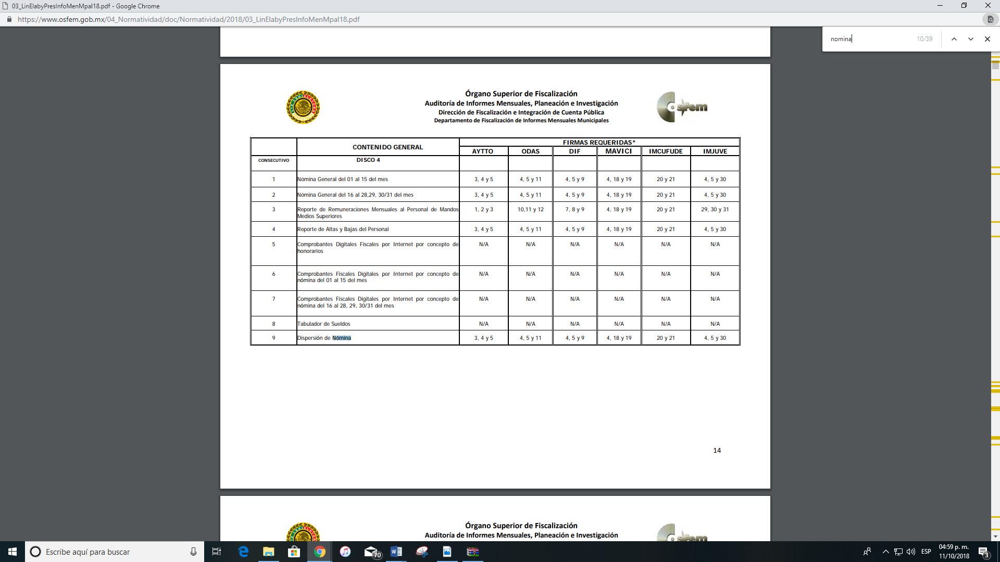 03_LinElabyPresInfoMenMpal18.pdf - Google Chrome
https://www.osfem.gob.mx/04_Normatividad/doc/Normatividad/2018/03_LinElabyPresInfoMenMpal18.pdf
nomina 10/39
Órgano Superior de Fiscalización
Auditoría de Informes Mensuales, Planeación e Investigación
Dirección de Fiscalización e Integración de Cuenta Pública
Departamento de Fiscalización de Informes Mensuales Municipales
osfem
CONTENIDO GENERAL FIRMAS REQUERIDAS*
AYTTO ODAS DIF MAVICI IMCUFUDE IMJUVE
CONSECUTIVO DISCO 4
1 Nómina General del 01 al 15 del mes 3, 4 y 5 4, 5 y 11 4, 5 y 9 4, 18 y 19 20 y 21 4, 5 y 30
2 Nómina General del 16 al 28,29, 30/31 del mes 3, 4 y 5 4, 5 y 11 4, 5 y 9 4, 18 y 19 20 y 21 4, 5 y 30
3 Reporte de Remuneraciones Mensuales al Personal de Mandos 1, 2 y 3 10,11 y 12 7, 8 y 9 4, 18 y 19 20 y 21 29, 30 y 31
Medios Superiores
4 Reporte de Altas y Bajas del Personal 3, 4 y 5 4, 5 y 11 4, 5 y 9 4, 18 y 19 20 y 21 4, 5 y 30
5 Comprobantes Digitales Fiscales por Internet por concepto de N/A N/A N/A N/A N/A N/A
honorarios
6 Comprobantes Fiscales Digitales por Internet por concepto de N/A N/A N/A N/A N/A N/A
nómina del 01 al 15 del mes
7 Comprobantes Fiscales Digitales por Internet por concepto de N/A N/A N/A N/A N/A N/A
nómina del 16 al 28, 29, 30/31 del mes
8 Tabulador de Sueldos N/A N/A N/A N/A N/A N/A
9 Dispersión de Nómina 3, 4 y 5 4, 5 y 11 4, 5 y 9 4, 18 y 19 20 y 21 4, 5 y 30
14
Órgano Superior de Fiscalización
Auditoría de Informes Mensuales, Planeación e Investigación
osfem
Escribe aquí para buscar
70
ESP
04:59 p. m.
11/10/2018
3